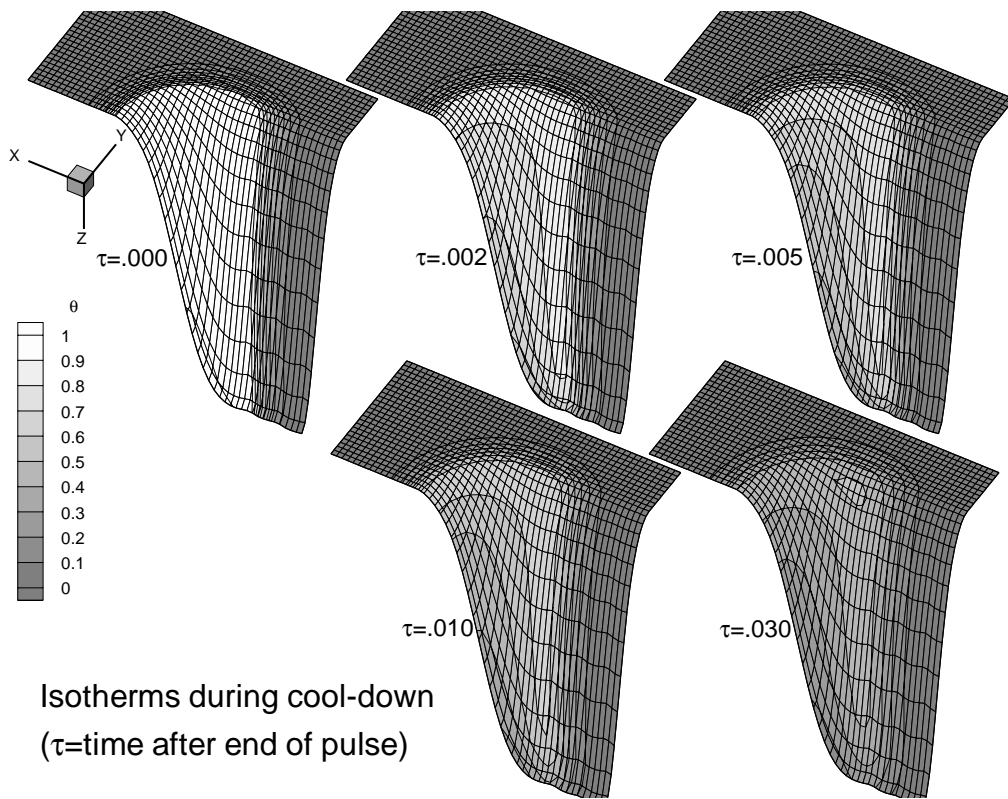 Y
X
Z
τ=.000
τ=.002
τ=.005
θ
1
0.9
0.8
0.7
0.6
0.5
0.4
0.3
0.2
0.1
0
τ=.010
τ=.030
Isotherms during cool-down
(τ=time after end of pulse)